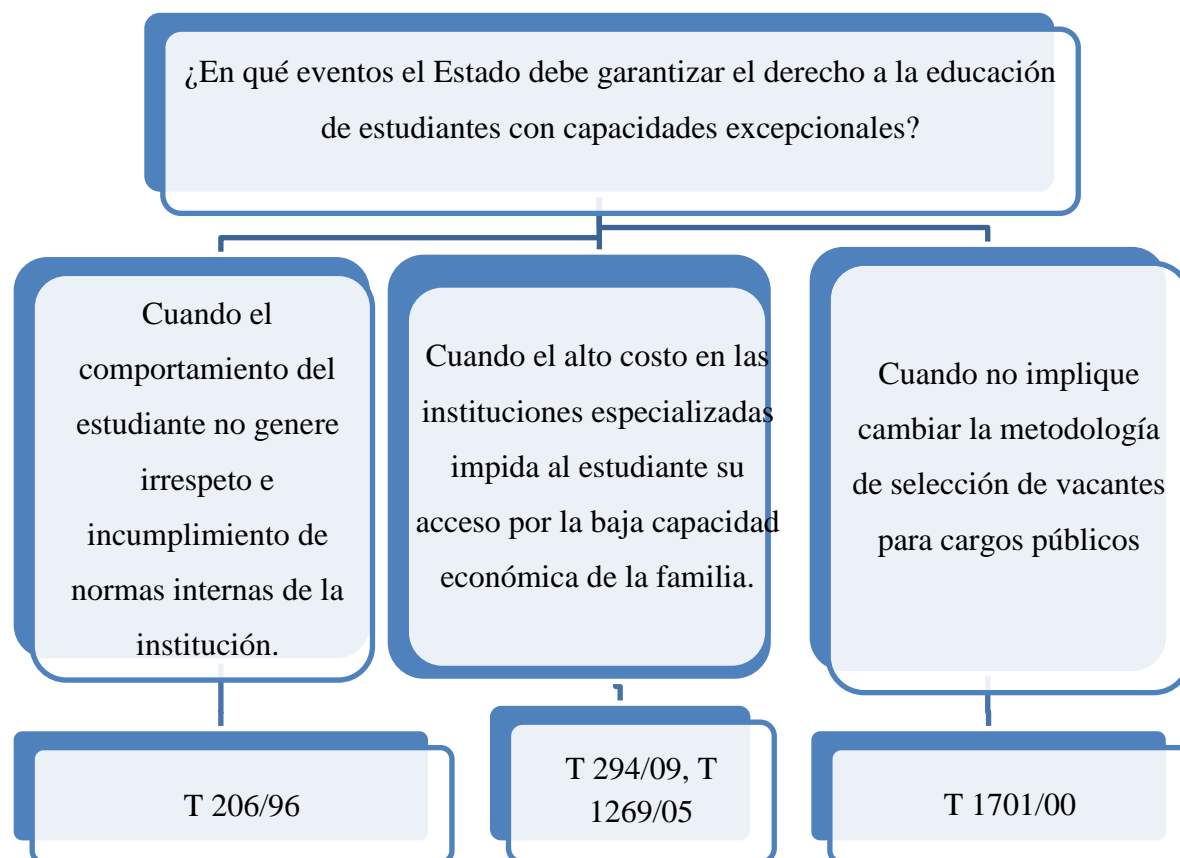 ¿En qué eventos el Estado debe garantizar el derecho a la educación
de estudiantes con capacidades excepcionales?
Cuando el
comportamiento del
estudiante no genere
irrespeto e
incumplimiento de
normas internas de la
institución.
Cuando el alto costo en las
instituciones especializadas
impida al estudiante su
acceso por la baja capacidad
económica de la familia.
Cuando no implique
cambiar la metodología
de selección de vacantes
para cargos públicos
T 206/96
T 294/09, T
1269/05
T 1701/00